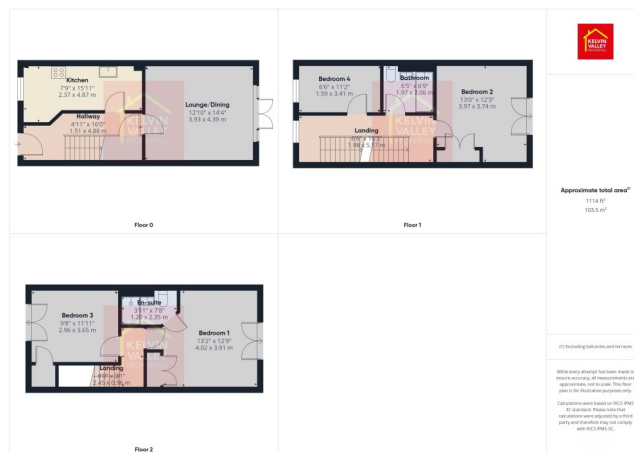 Kitchen
7'9" x 15'11"
2.37 x 4.87 m
Hallway
4'11" x 16'0"
1.51 x 4.88 m
Lounge/Dining
12'10" x 14'4"
3.93 x 4.39 m
KELVIN
VALLEY
Floor 0
Bedroom 4
6'6" x 11'2"
1.99 x 3.41 m
Bathroom
6'5" x 6'9"
1.97 x 2.06 m
Bedroom 2
13'0" x 12'3"
3.97 x 3.74 m
Landing
1.98 x 5.57 m
KELVIN
VALLEY
Floor 1
Bedroom 3
9'8" x 11'11"
2.96 x 3.65 m
En-suite
3'11" x 7'8"
1.20 x 2.35 m
Bedroom 1
13'2" x 12'9"
4.02 x 3.91 m
Landing
Floor 2
KELVIN
VALLEY
PROPERTIES
Approximate total area(1)
1114 ft²
103.5 m²
(1) Excluding balconies and terraces
While every attempt has been made to
ensure accuracy, all measurements are
approximate, not to scale. This floor
plan is for illustrative purposes only.
Calculations were based on RICS IPMS
3C standard. Please note that
calculations were adjusted by a third
party and therefore may not comply
with RICS IPMS 3C.